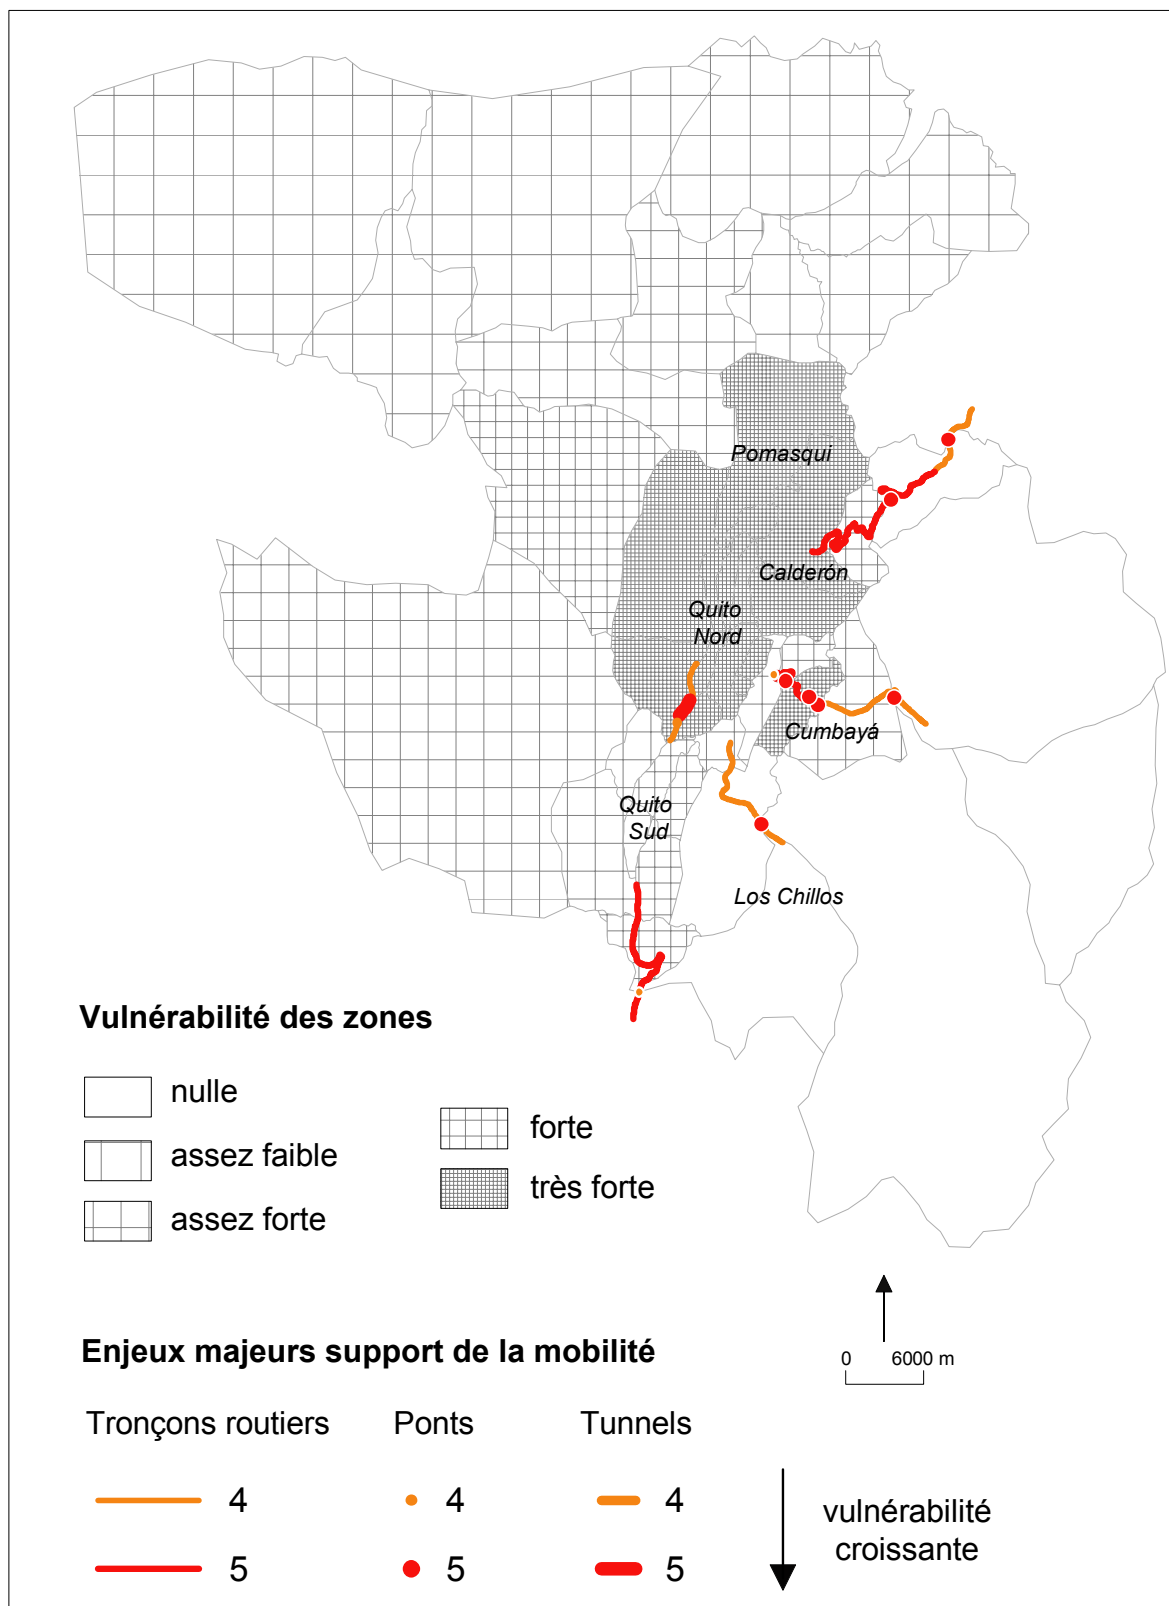 Pomasqui
Calderón
Quito
Nord
Cumbayá
Quito
Sud
Los Chillos
Vulnérabilité des zones
nulle
assez faible
assez forte
forte
très forte
Enjeux majeurs support de la mobilité
0 6000 m
Tronçons routiers Ponts Tunnels
4 4 4
5 5 5
vulnérabilité
croissante